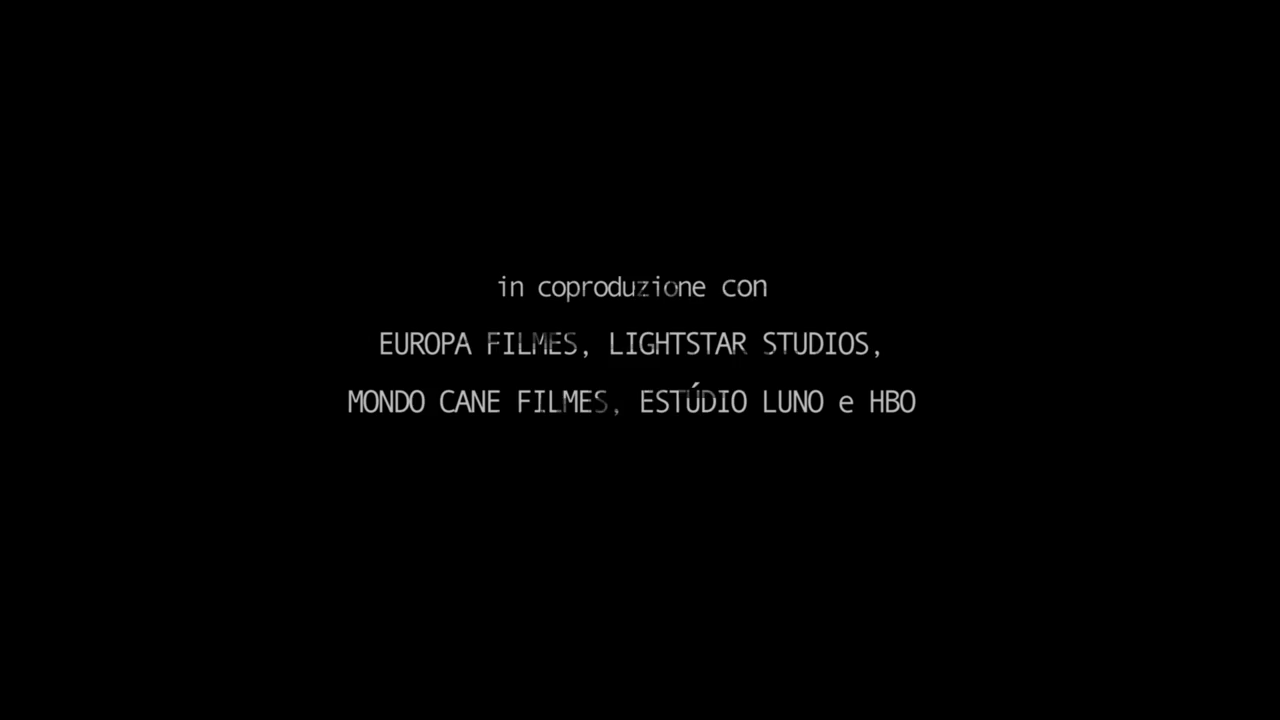 in coproduzione con
EUROPA FILMES, LIGHTSTAR STUDIOS,
MONDO CANE FILMES, ESTÚDIO LUNO e HBO